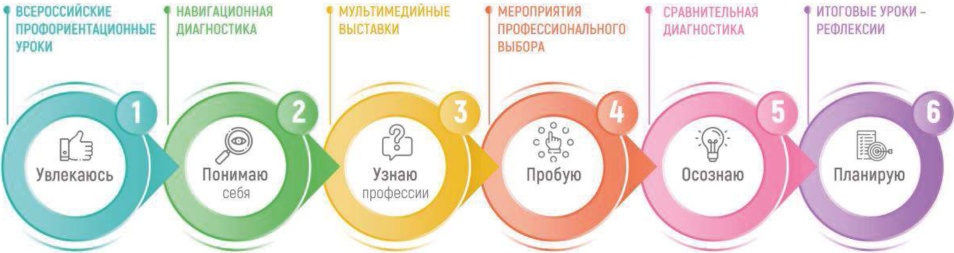 ВСЕРОССИЙСКИЕ
ПРОФОРИЕНТАЦИОННЫЕ
УРОКИ
1
Увлекаюсь
НАВИГАЦИОННАЯ
ДИАГНОСТИКА
2
Понимаю
себя
МУЛЬТИМЕДИЙНЫЕ
ВЫСТАВКИ
3
Узнаю
профессии
МЕРОПРИЯТИЯ
ПРОФЕССИОНАЛЬНОГО
ВЫБОРА
4
Пробую
СРАВНИТЕЛЬНАЯ
ДИАГНОСТИКА
5
Осознаю
ИТОГОВЫЕ УРОКИ –
РЕФЛЕКСИИ
6
Планирую